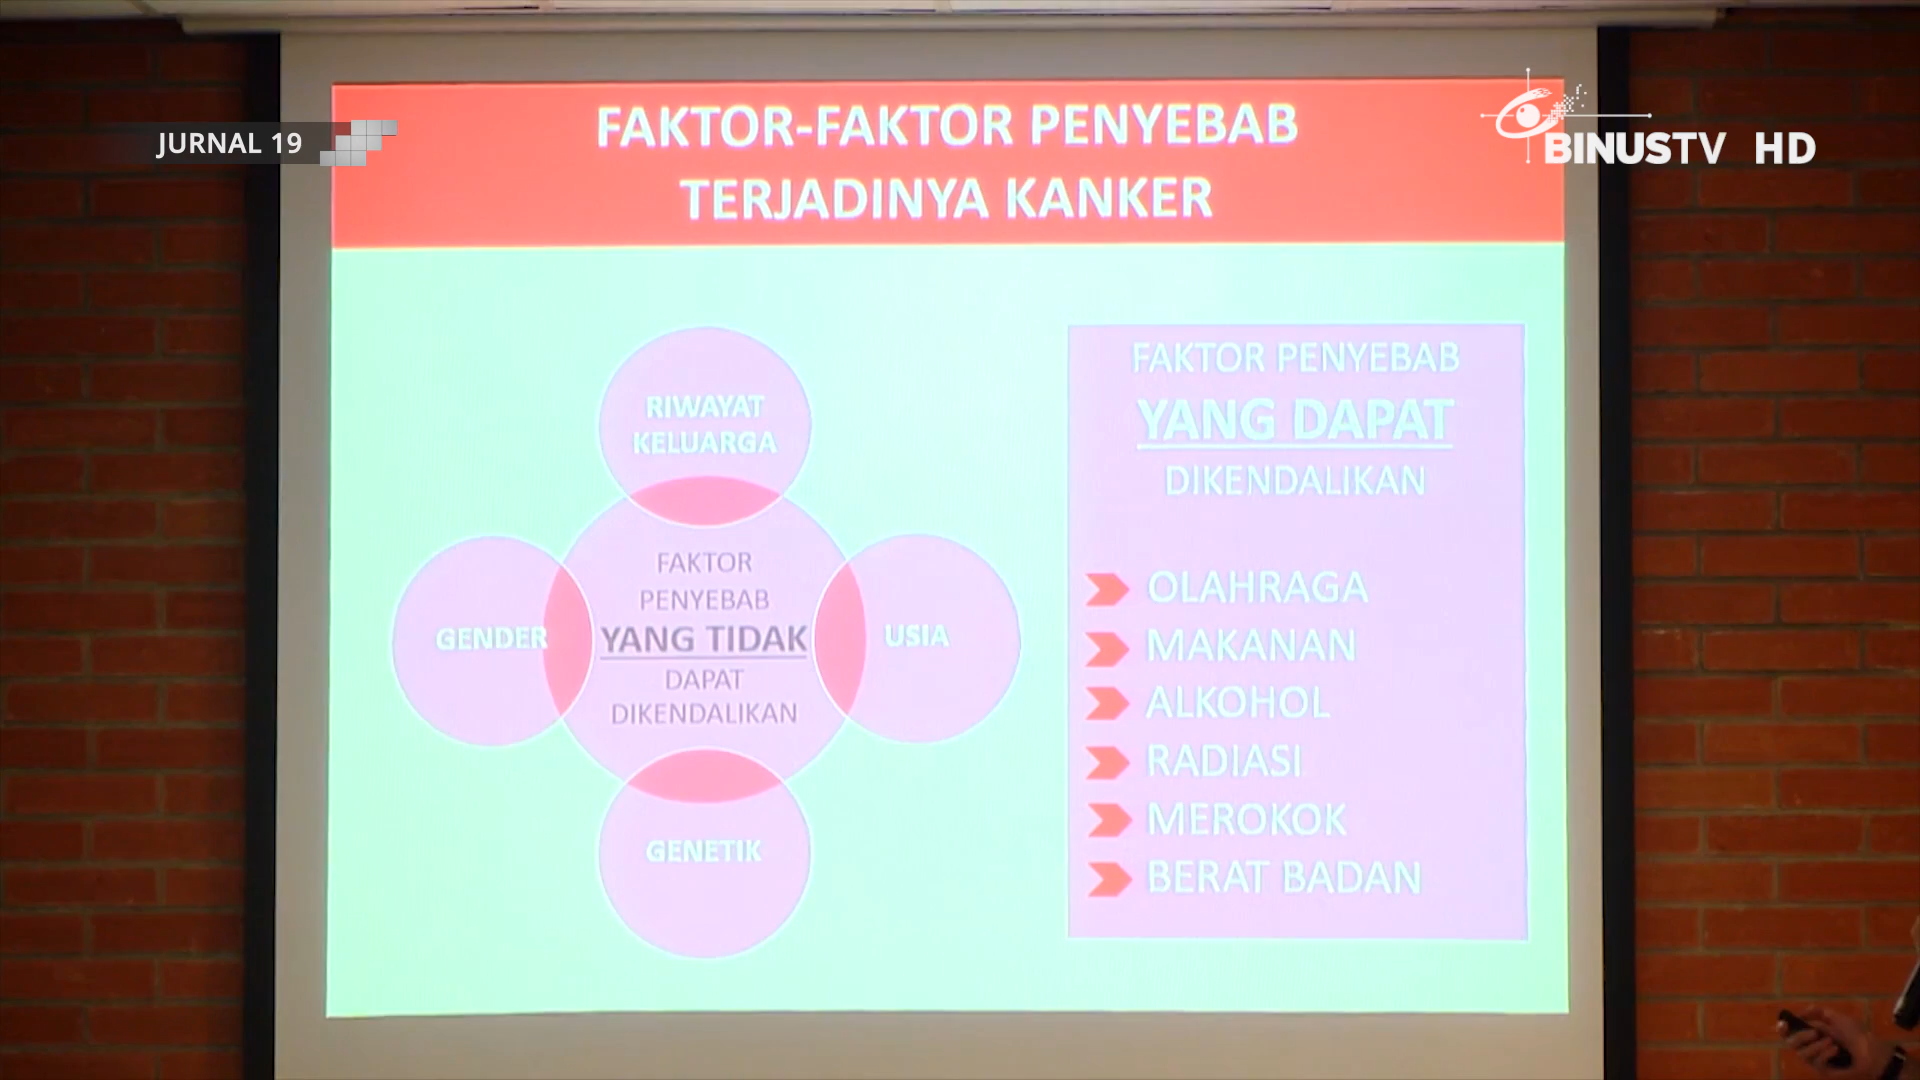 JURNAL 19
BINUSTV HD
FAKTOR-FAKTOR PENYEBAB
TERJADINYA KANKER
RIWAYAT
KELUARGA
GENDER
FAKTOR
PENYEBAB
YANG TIDAK
DAPAT
DIKENDALIKAN
USIA
GENETIK
FAKTOR PENYEBAB
YANG DAPAT
DIKENDALIKAN
OLAHRAGA
MAKANAN
ALKOHOL
RADIASI
MEROKOK
BERAT BADAN